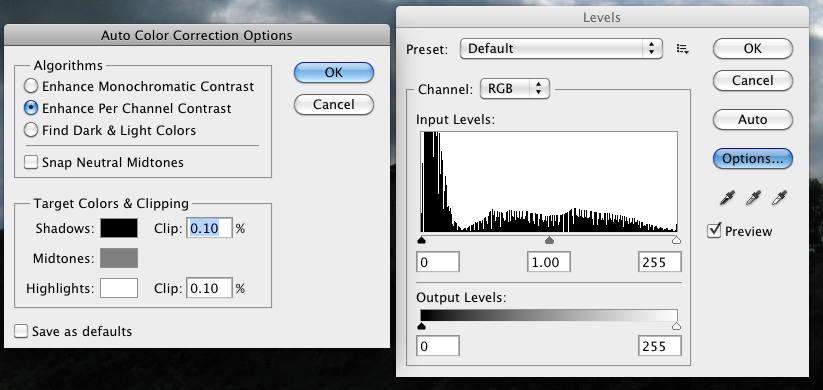 Auto Color Correction Options
Algorithms
Enhance Monochromatic Contrast
Enhance Per Channel Contrast
Find Dark & Light Colors
Snap Neutral Midtones
OK
Cancel
Target Colors & Clipping
Shadows: Clip: 0.10 %
Midtones:
Highlights: Clip: 0.10 %
Save as defaults
Levels
Preset: Default
Channel: RGB
Input Levels:
0 1.00 255
Output Levels:
0 255
OK
Cancel
Auto
Options...
Preview